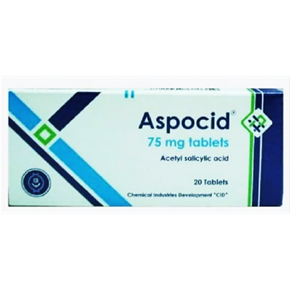 Aspocid®
75 mg tablets
Acetyl salicylic acid
20 Tablets
Chemical Industries Development "CID"